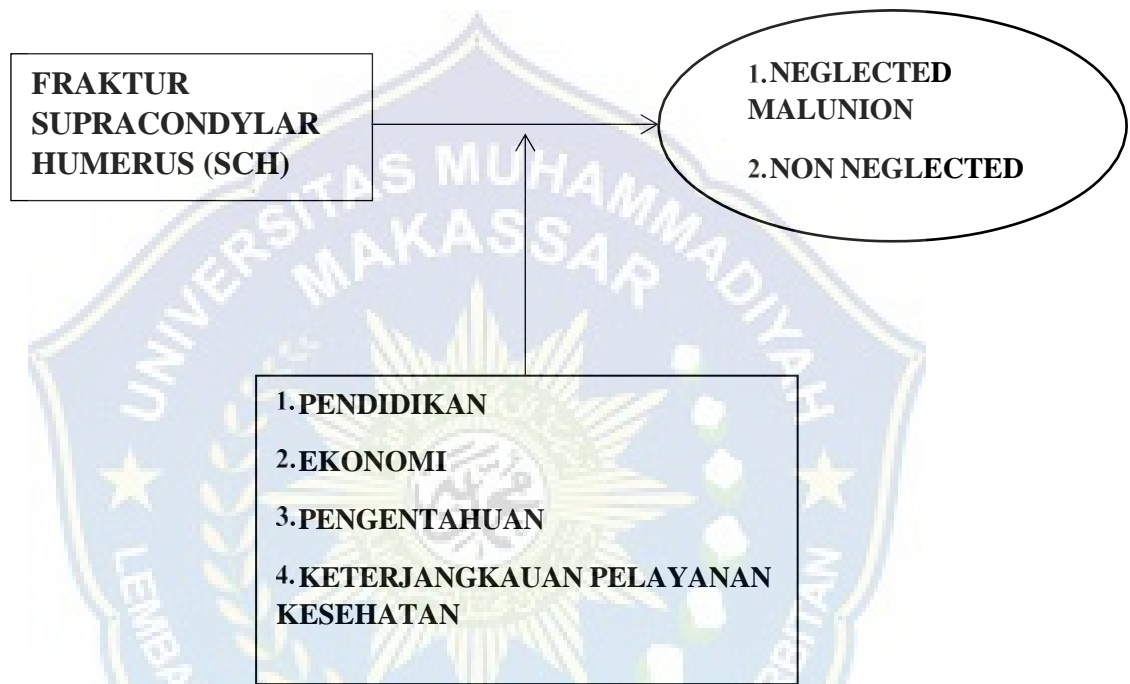 FRAKTUR
SUPRACONDYLAR
HUMERUS (SCH)
1.NEGLECTED
MALUNION
2.NON NEGLECTED
UNIVERSITAS MUHAMMADIYAH
MAKASSAR
1.PENDIDIKAN
2.EKONOMI
3.PENGENTAHUAN
4.KETERJANGKAUAN PELAYANAN
KESEHATAN